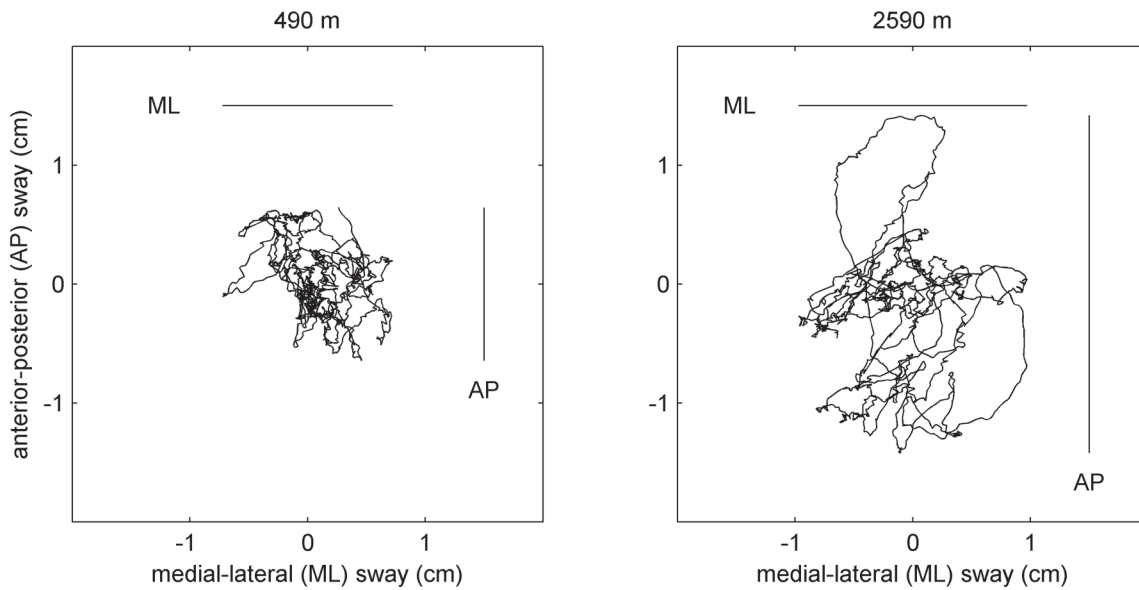 490 m
ML
AP
1
0
-1
-1
0
1
anterior-posterior (AP) sway (cm)
medial-lateral (ML) sway (cm)
2590 m
ML
AP
1
0
-1
-1
0
1
medial-lateral (ML) sway (cm)